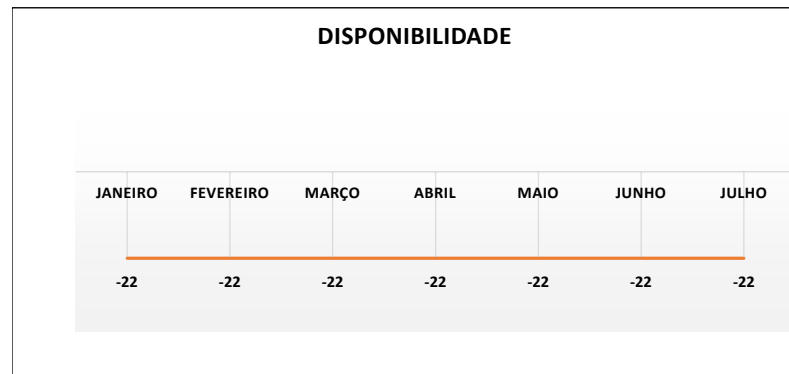 DISPONIBILIDADE
JANEIRO FEVEREIRO MARÇO ABRIL MAIO JUNHO JULHO
-22 -22 -22 -22 -22 -22 -22